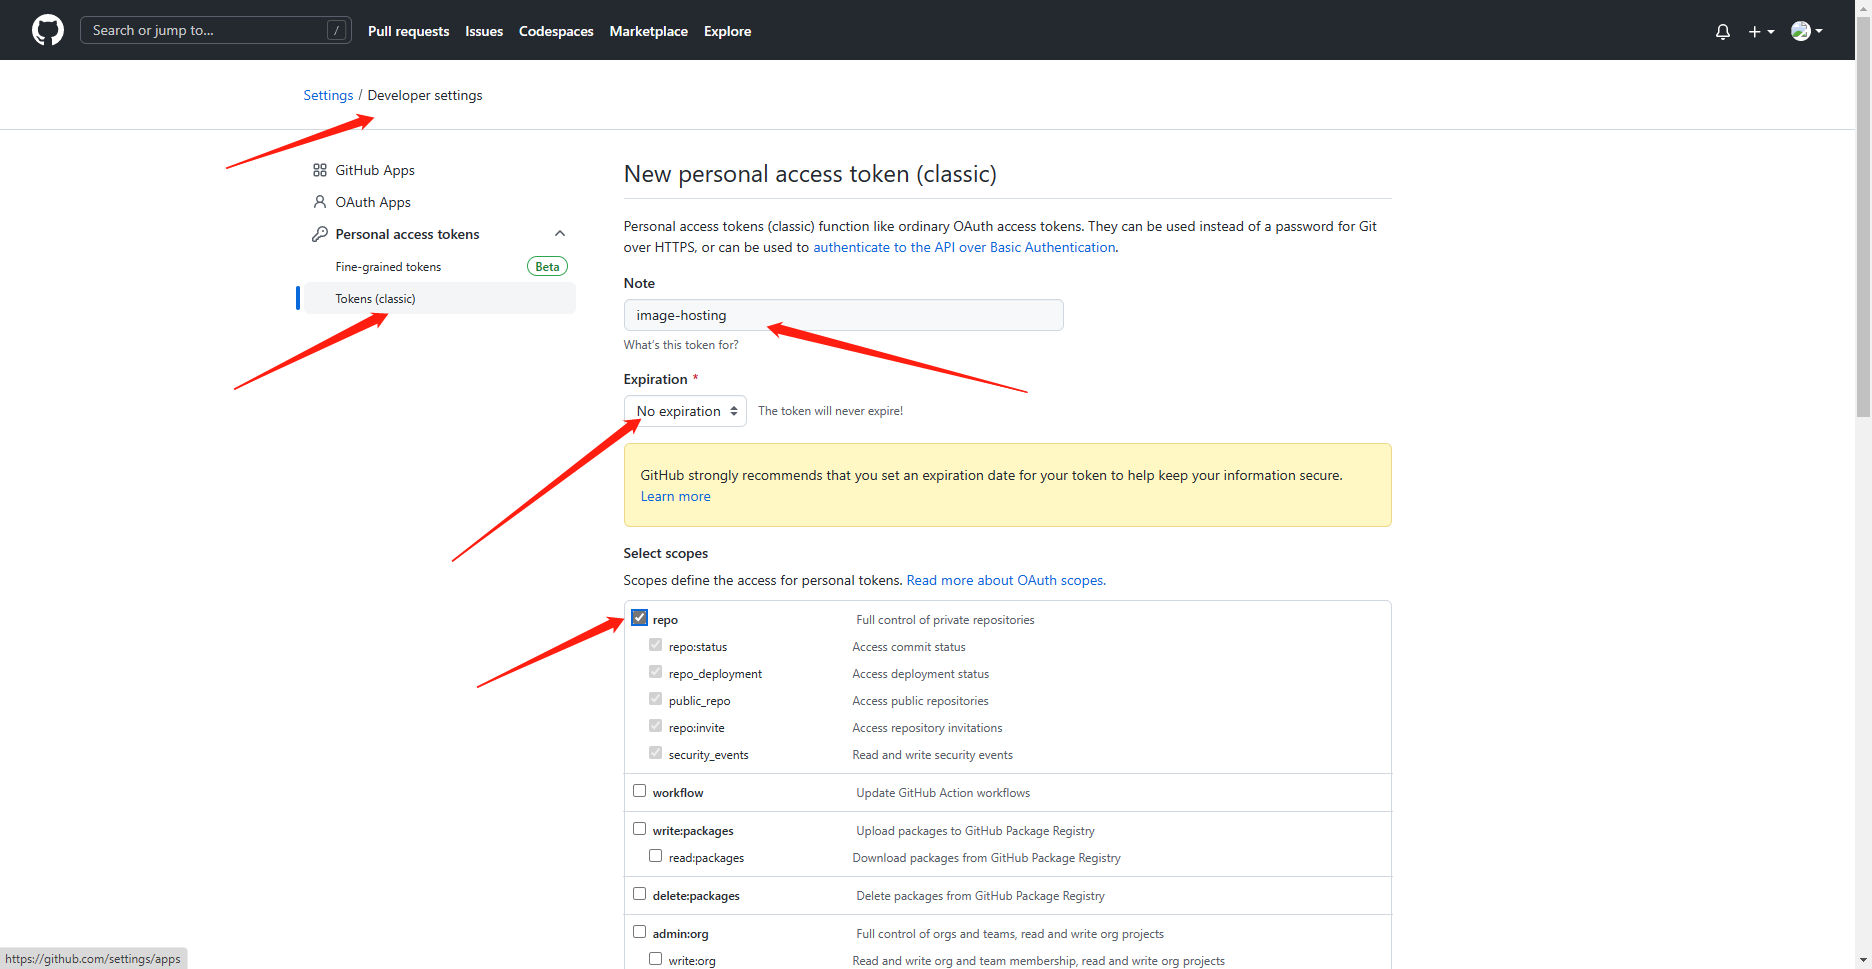 Search or jump to... /
Pull requests Issues Codespaces Marketplace Explore
Settings / Developer settings
GitHub Apps
OAuth Apps
Personal access tokens
Fine-grained tokens Beta
Tokens (classic)
New personal access token (classic)
Personal access tokens (classic) function like ordinary OAuth access tokens. They can be used instead of a password for Git
over HTTPS, or can be used to authenticate to the API over Basic Authentication.
Note
image-hosting
What's this token for?
Expiration *
No expiration The token will never expire!
GitHub strongly recommends that you set an expiration date for your token to help keep your information secure.
Learn more
Select scopes
Scopes define the access for personal tokens. Read more about OAuth scopes.
repo Full control of private repositories
repo:status Access commit status
repo_deployment Access deployment status
public_repo Access public repositories
repo:invite Access repository invitations
security_events Read and write security events
workflow Update GitHub Action workflows
write:packages Upload packages to GitHub Package Registry
read:packages Download packages from GitHub Package Registry
delete:packages Delete packages from GitHub Package Registry
admin:org Full control of orgs and teams, read and write org projects
write:org Read and write org and team membership, read and write org projects
https://github.com/settings/apps